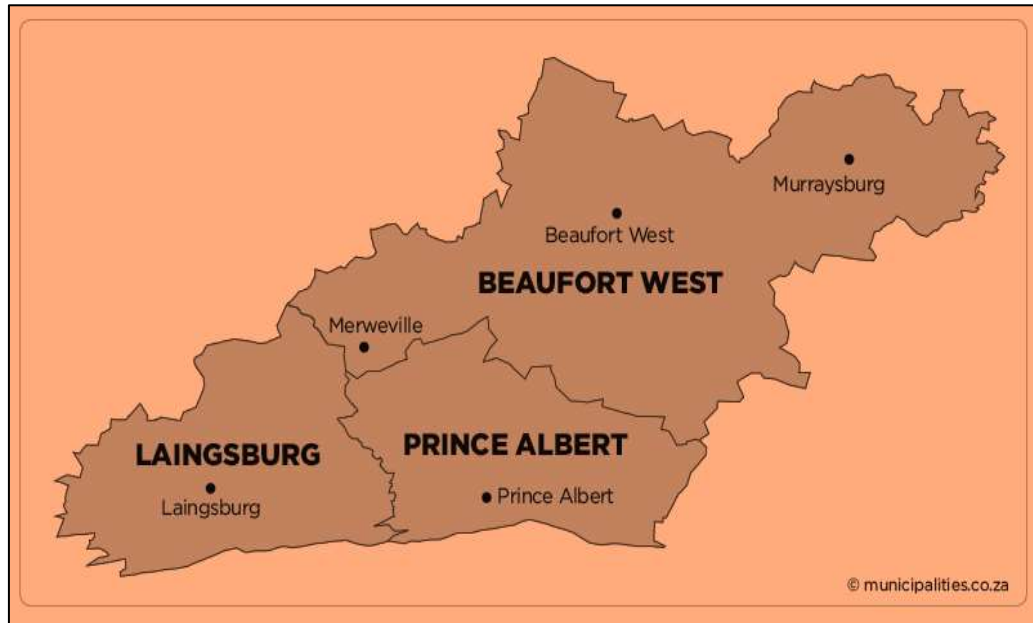 Murraysburg
Beaufort West
BEAUFORT WEST
Merweville
LAINGSBURG
PRINCE ALBERT
Laingsburg
Prince Albert
© municipalities.co.za